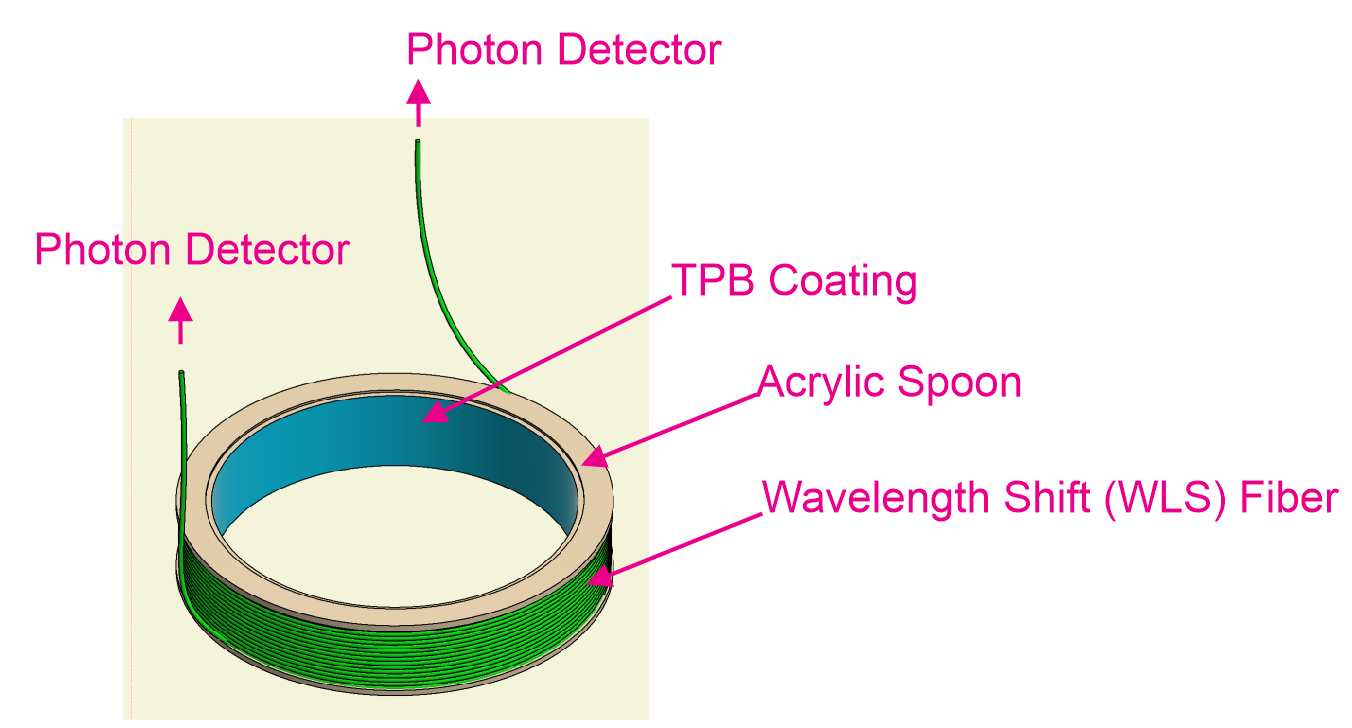 Photon Detector
Photon Detector
TPB Coating
Acrylic Spoon
Wavelength Shift (WLS) Fiber